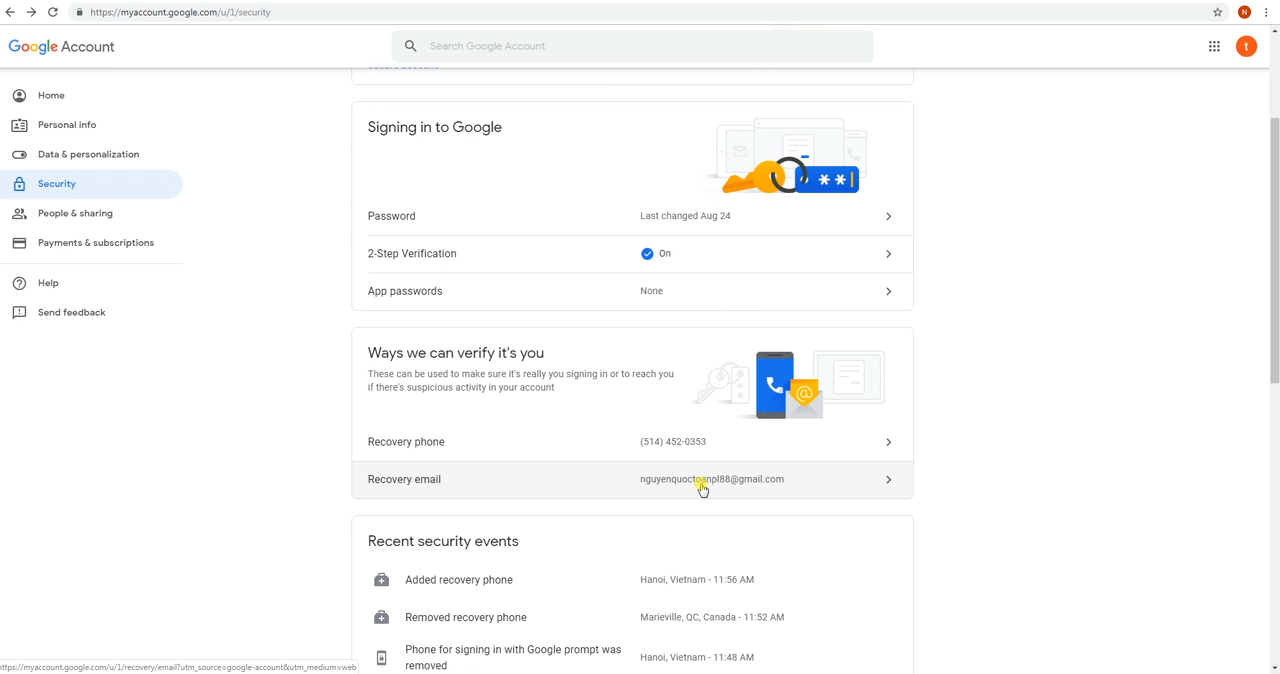 https://myaccount.google.com/u/1/security
N
Google Account
Search Google Account
t
Home
Personal info
Data & personalization
Security
People & sharing
Payments & subscriptions
Help
Send feedback
Signing in to Google
Password
Last changed Aug 24
2-Step Verification
On
App passwords
None
Ways we can verify it's you
These can be used to make sure it's really you signing in or to reach you
if there's suspicious activity in your account
Recovery phone
(514) 452-0353
Recovery email
nguyenquoctoanpl88@gmail.com
Recent security events
Added recovery phone
Hanoi, Vietnam - 11:56 AM
Removed recovery phone
Marieville, QC, Canada - 11:52 AM
Phone for signing in with Google prompt was
removed
Hanoi, Vietnam - 11:48 AM
https://myaccount.google.com/u/1/recovery/email?utm_source=google-account&utm_medium=web